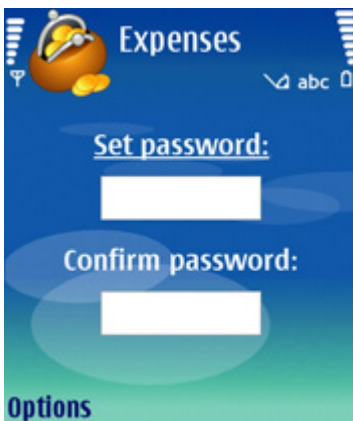 Expenses
abc
Set password:
Confirm password:
Options